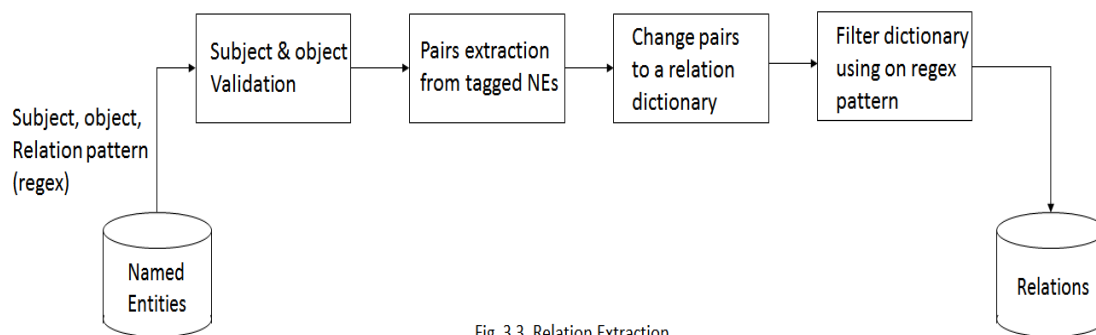 Subject & object
Validation
Pairs extraction
from tagged NEs
Change pairs
to a relation
dictionary
Filter dictionary
using on regex
pattern
Subject, object,
Relation pattern
(regex)
Named
Entities
Relations
Fig. 3.3. Relation Extraction